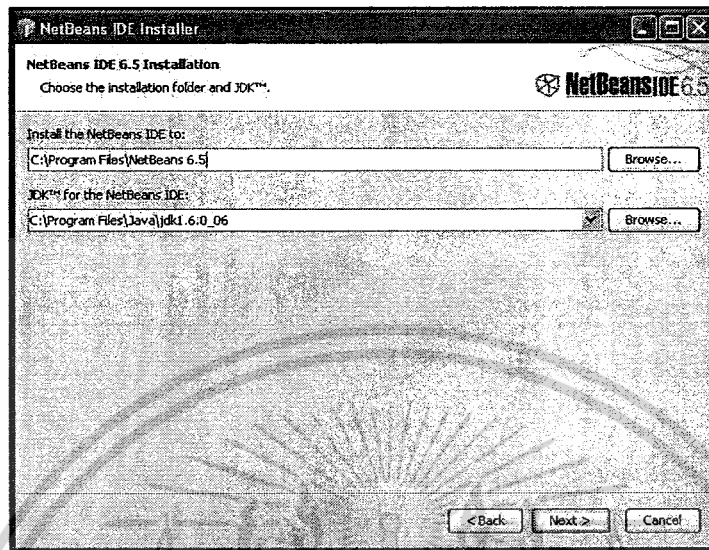 NetBeans IDE Installer
NetBeans IDE 6.5 Installation
Choose the installation folder and JDK™.
NetBeans IDE 6.5
Install the NetBeans IDE to:
C:\Program Files\NetBeans 6.5
Browse...
JDK™ for the NetBeans IDE:
C:\Program Files\Java\jdk1.6.0_06
Browse...
< Back
Next >
Cancel